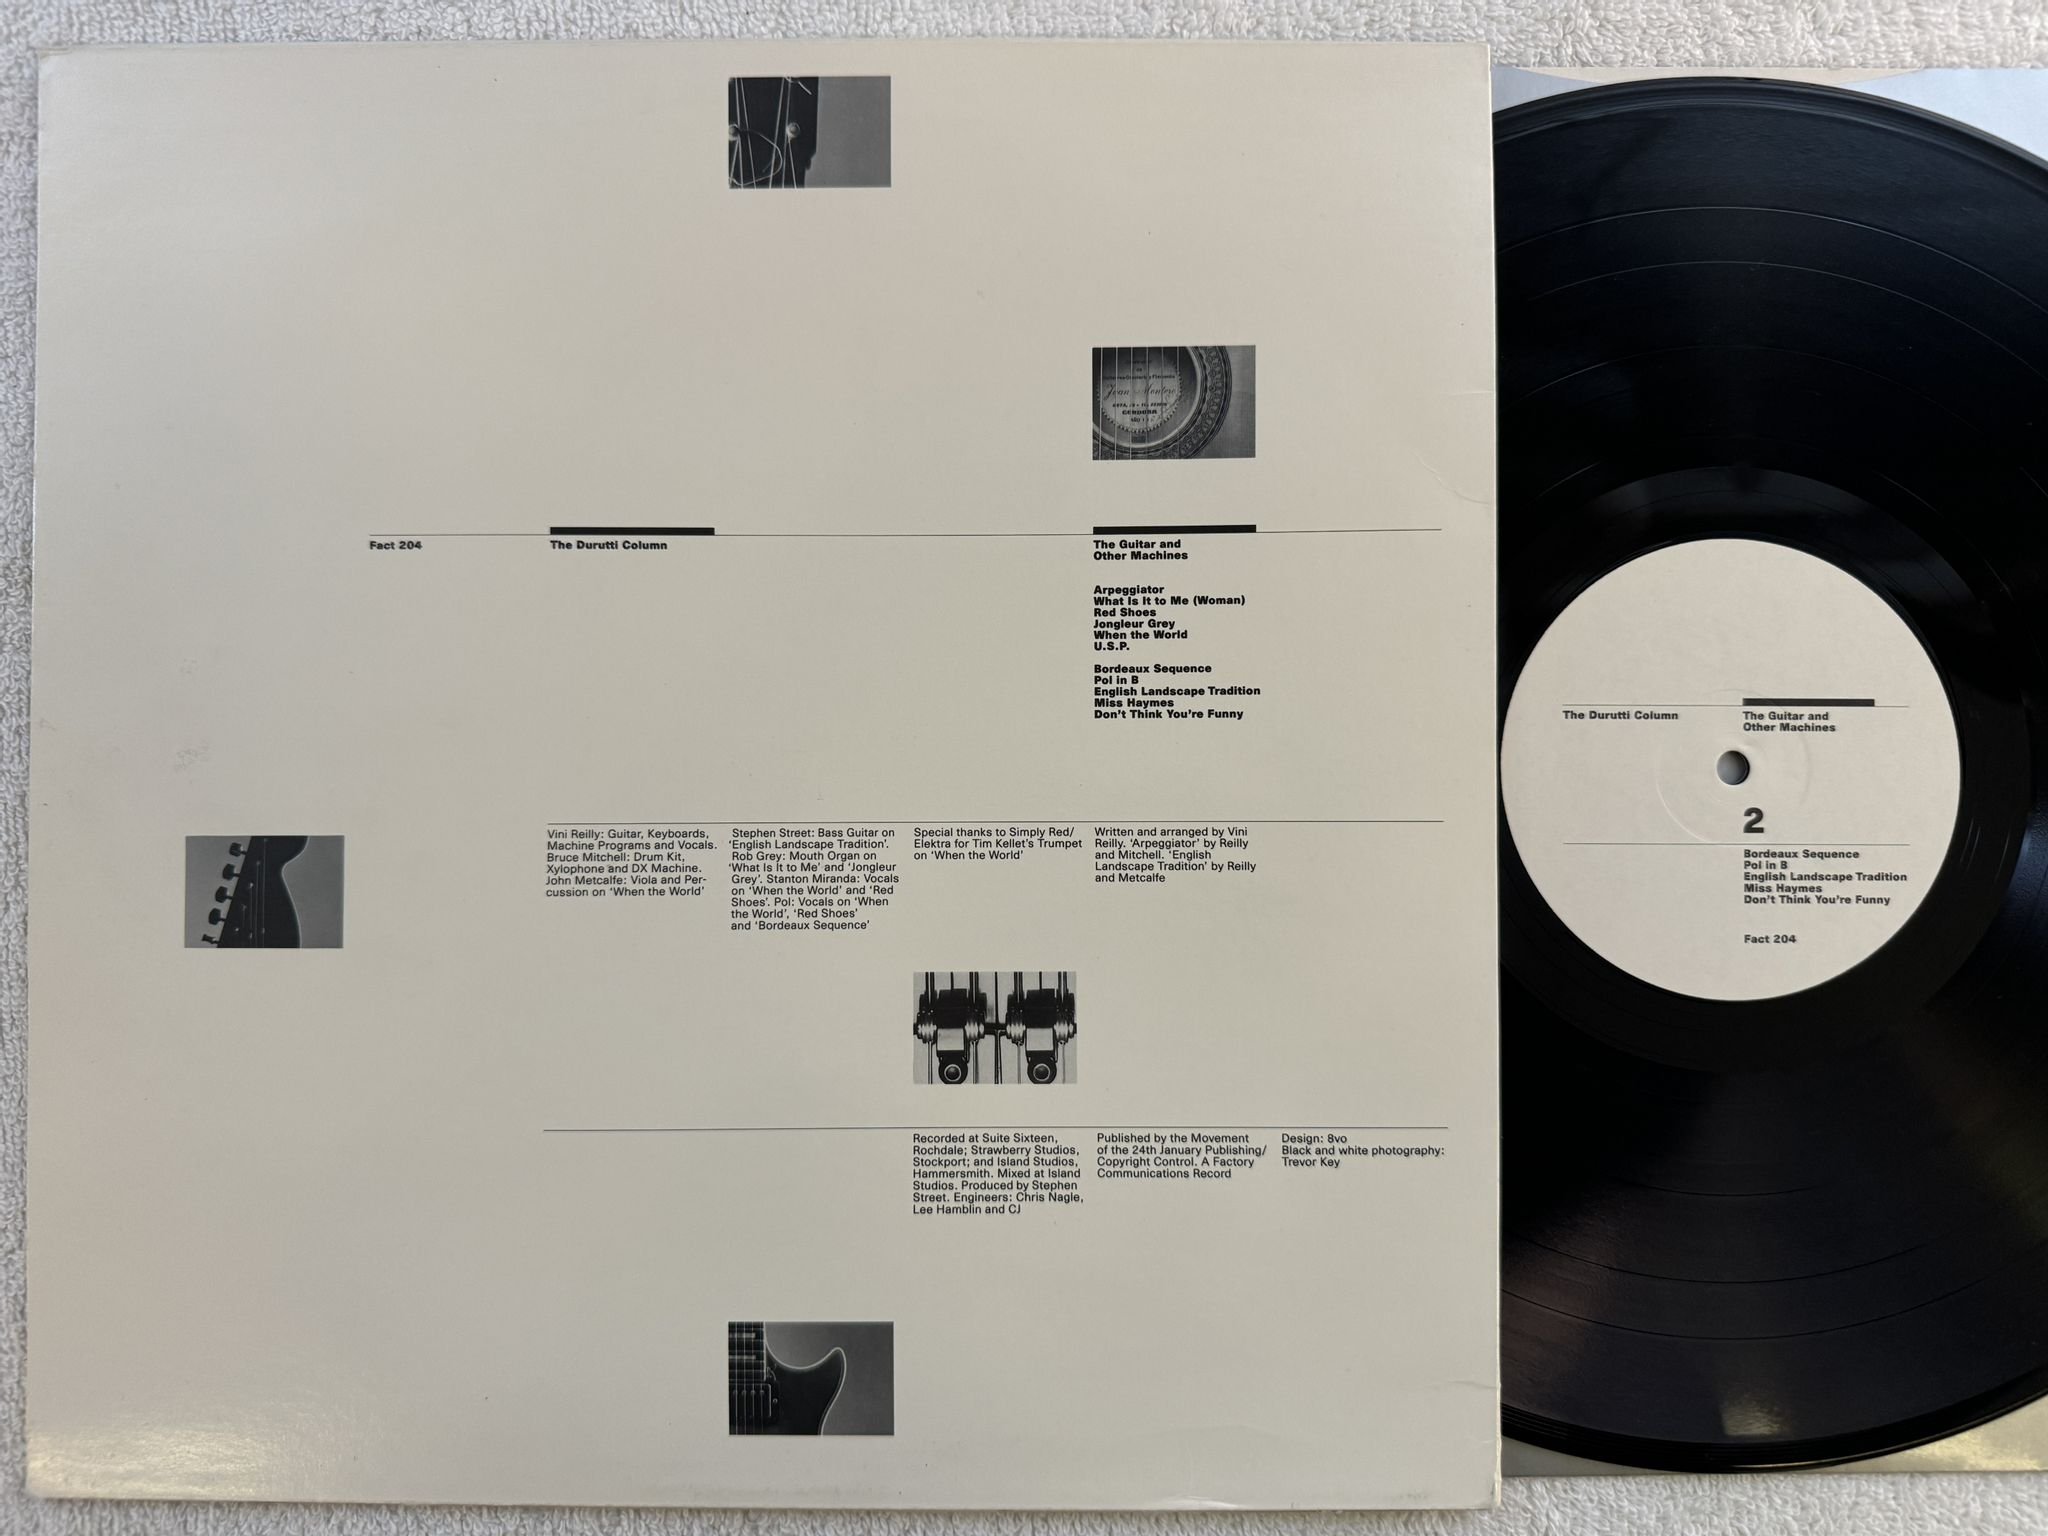 Juan Montero
CORDOBA
Fact 204
The Durutti Column
The Guitar and
Other Machines
Arpeggiator
What Is It to Me (Woman)
Red Shoes
Jongleur Grey
When the World
U.S.P.
Bordeaux Sequence
Pol in B
English Landscape Tradition
Miss Haymes
Don't Think You're Funny
Vini Reilly: Guitar, Keyboards,
Machine Programs and Vocals.
Bruce Mitchell: Drum Kit,
Xylophone and DX Machine.
John Metcalfe: Viola and Per-
cussion on 'When the World'
Stephen Street: Bass Guitar on
'English Landscape Tradition'.
Rob Grey: Mouth Organ on
'What Is It to Me' and 'Jongleur
Grey'. Stanton Miranda: Vocals
on 'When the World' and 'Red
Shoes'. Pol: Vocals on 'When
the World', 'Red Shoes'
and 'Bordeaux Sequence'
Special thanks to Simply Red/
Elektra for Tim Kellet's Trumpet
on 'When the World'
Written and arranged by Vini
Reilly. 'Arpeggiator' by Reilly
and Mitchell. 'English
Landscape Tradition' by Reilly
and Metcalfe
Recorded at Suite Sixteen,
Rochdale; Strawberry Studios,
Stockport; and Island Studios,
Hammersmith. Mixed at Island
Studios. Produced by Stephen
Street. Engineers: Chris Nagle,
Lee Hamblin and CJ
Published by the Movement
of the 24th January Publishing/
Copyright Control. A Factory
Communications Record
Design: 8vo
Black and white photography:
Trevor Key
The Durutti Column
The Guitar and
Other Machines
2
Bordeaux Sequence
Pol in B
English Landscape Tradition
Miss Haymes
Don't Think You're Funny
Fact 204